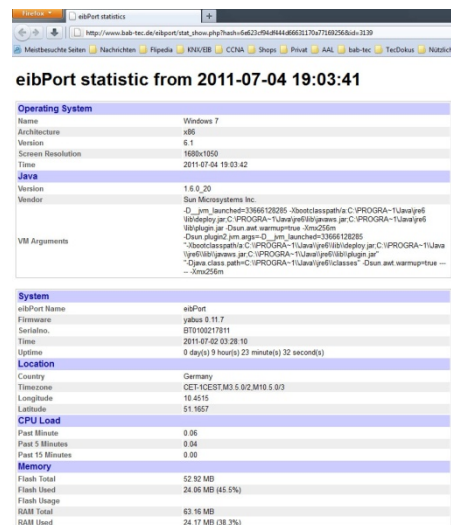 Firefox
eibPort statistics
+
http://www.bab-tec.de/eibport/stat_show.php?hash=6e623cf94df444d66631170a77169256&id=3139
Meistbesuchte Seiten Nachrichten Flipedia KNX/EIB CCNA Shops Privat AAL bab-tec TecDokus Nützlich
eibPort statistic from 2011-07-04 19:03:41
Operating System
Name Windows 7
Architecture x86
Version 6.1
Screen Resolution 1680x1050
Time 2011-07-04 19:03:42
Java
Version 1.6.0_20
Vendor Sun Microsystems Inc.
-D__jvm_launched=33666128285 -Xbootclasspath/a:C:\PROGRA~1\Java\jre6
\lib\deploy.jar;C:\PROGRA~1\Java\jre6\lib\javaws.jar;C:\PROGRA~1\Java\jre6
\lib\plugin.jar -Dsun.awt.warmup=true -Xmx256m
-Dsun.plugin2.jvm.args=-D__jvm_launched=33666128285
VM Arguments "-Xbootclasspath/a:C:\\PROGRA~1\\Java\\jre6\\lib\\deploy.jar;C:\\PROGRA~1\\Java
\\jre6\\lib\\javaws.jar;C:\\PROGRA~1\\Java\\jre6\\lib\\plugin.jar"
"-Djava.class.path=C:\\PROGRA~1\\Java\\jre6\\classes" -Dsun.awt.warmup=true --
-- -Xmx256m
System
eibPort Name eibPort
Firmware yabus 0.11.7
Serialno. BT0100217811
Time 2011-07-02 03:28:10
Uptime 0 day(s) 9 hour(s) 23 minute(s) 32 second(s)
Location
Country Germany
Timezone CET-1CEST,M3.5.0/2,M10.5.0/3
Longitude 10.4515
Latitude 51.1657
CPU Load
Past Minute 0.06
Past 5 Minutes 0.04
Past 15 Minutes 0.00
Memory
Flash Total 52.92 MB
Flash Used 24.06 MB (45.5%)
Flash Usage
RAM Total 63.16 MB
RAM Used 24.17 MB (38.3%)